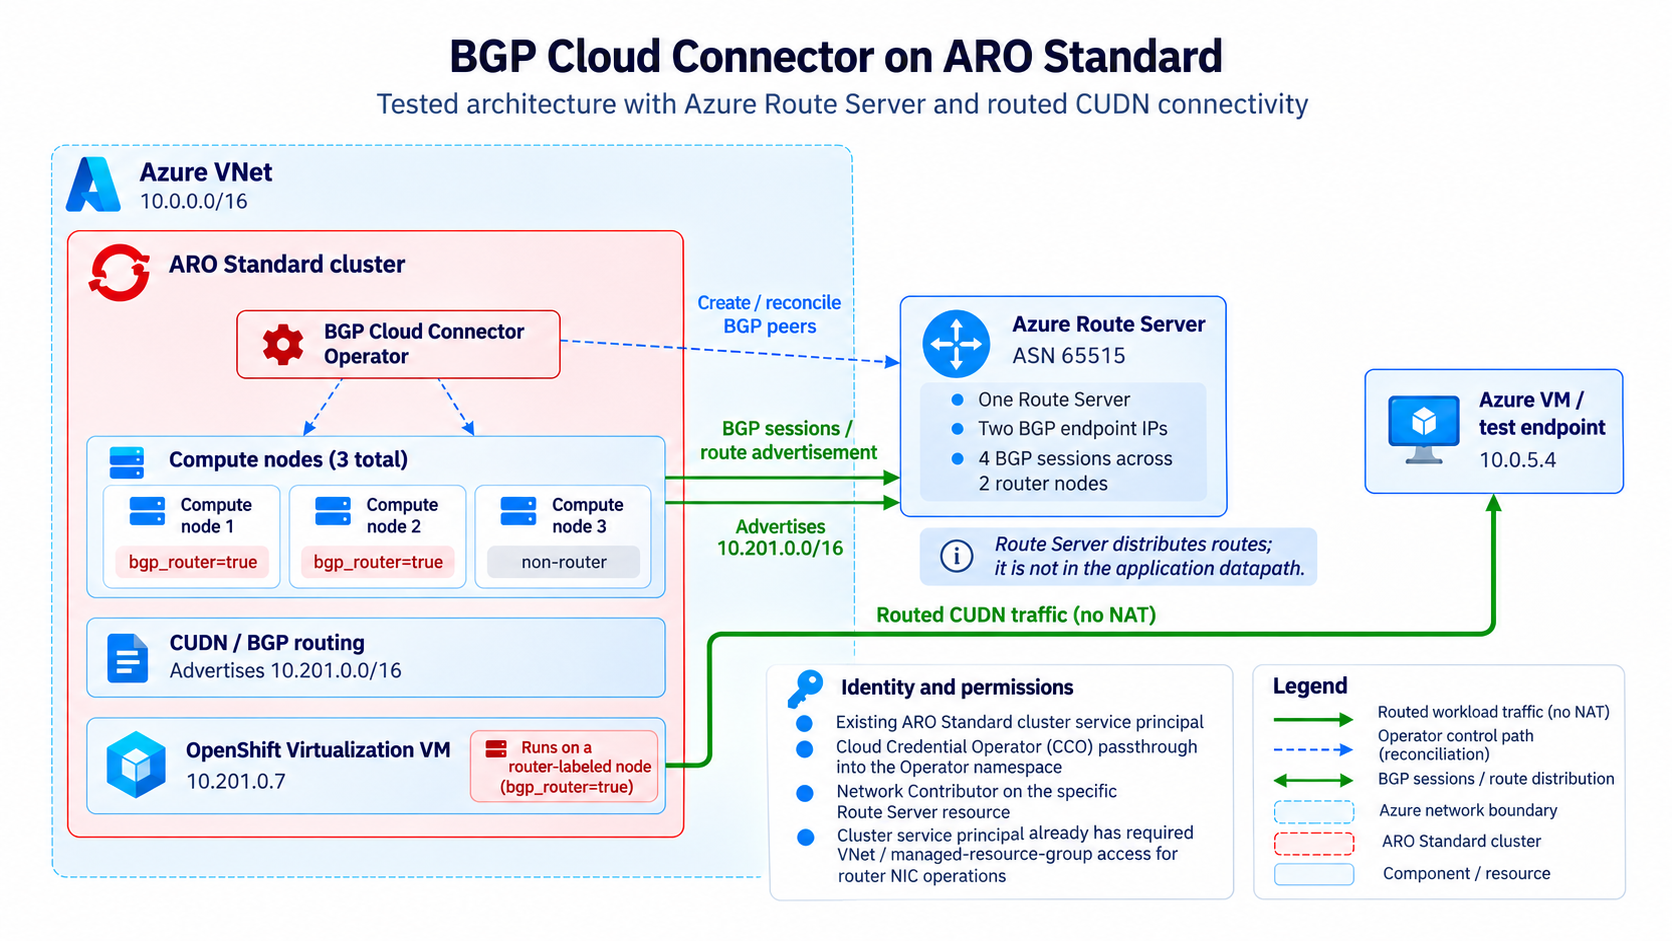 BGP Cloud Connector on ARO Standard
Tested architecture with Azure Route Server and routed CUDN connectivity
Azure VNet
10.0.0.0/16
ARO Standard cluster
BGP Cloud Connector
Operator
Create / reconcile
BGP peers
Compute nodes (3 total)
Compute
node 1
bgp_router=true
Compute
node 2
bgp_router=true
Compute
node 3
non-router
BGP sessions /
route advertisement
Advertises
10.201.0.0/16
Azure Route Server
ASN 65515
One Route Server
Two BGP endpoint IPs
4 BGP sessions across
2 router nodes
Route Server distributes routes;
it is not in the application datapath.
Azure VM /
test endpoint
10.0.5.4
Routed CUDN traffic (no NAT)
CUDN / BGP routing
Advertises 10.201.0.0/16
OpenShift Virtualization VM
10.201.0.7
Runs on a
router-labeled node
(bgp_router=true)
Identity and permissions
Existing ARO Standard cluster service principal
Cloud Credential Operator (CCO) passthrough
into the Operator namespace
Network Contributor on the specific
Route Server resource
Cluster service principal already has required
VNet / managed-resource-group access for
router NIC operations
Legend
Routed workload traffic (no NAT)
Operator control path
(reconciliation)
BGP sessions / route distribution
Azure network boundary
ARO Standard cluster
Component / resource